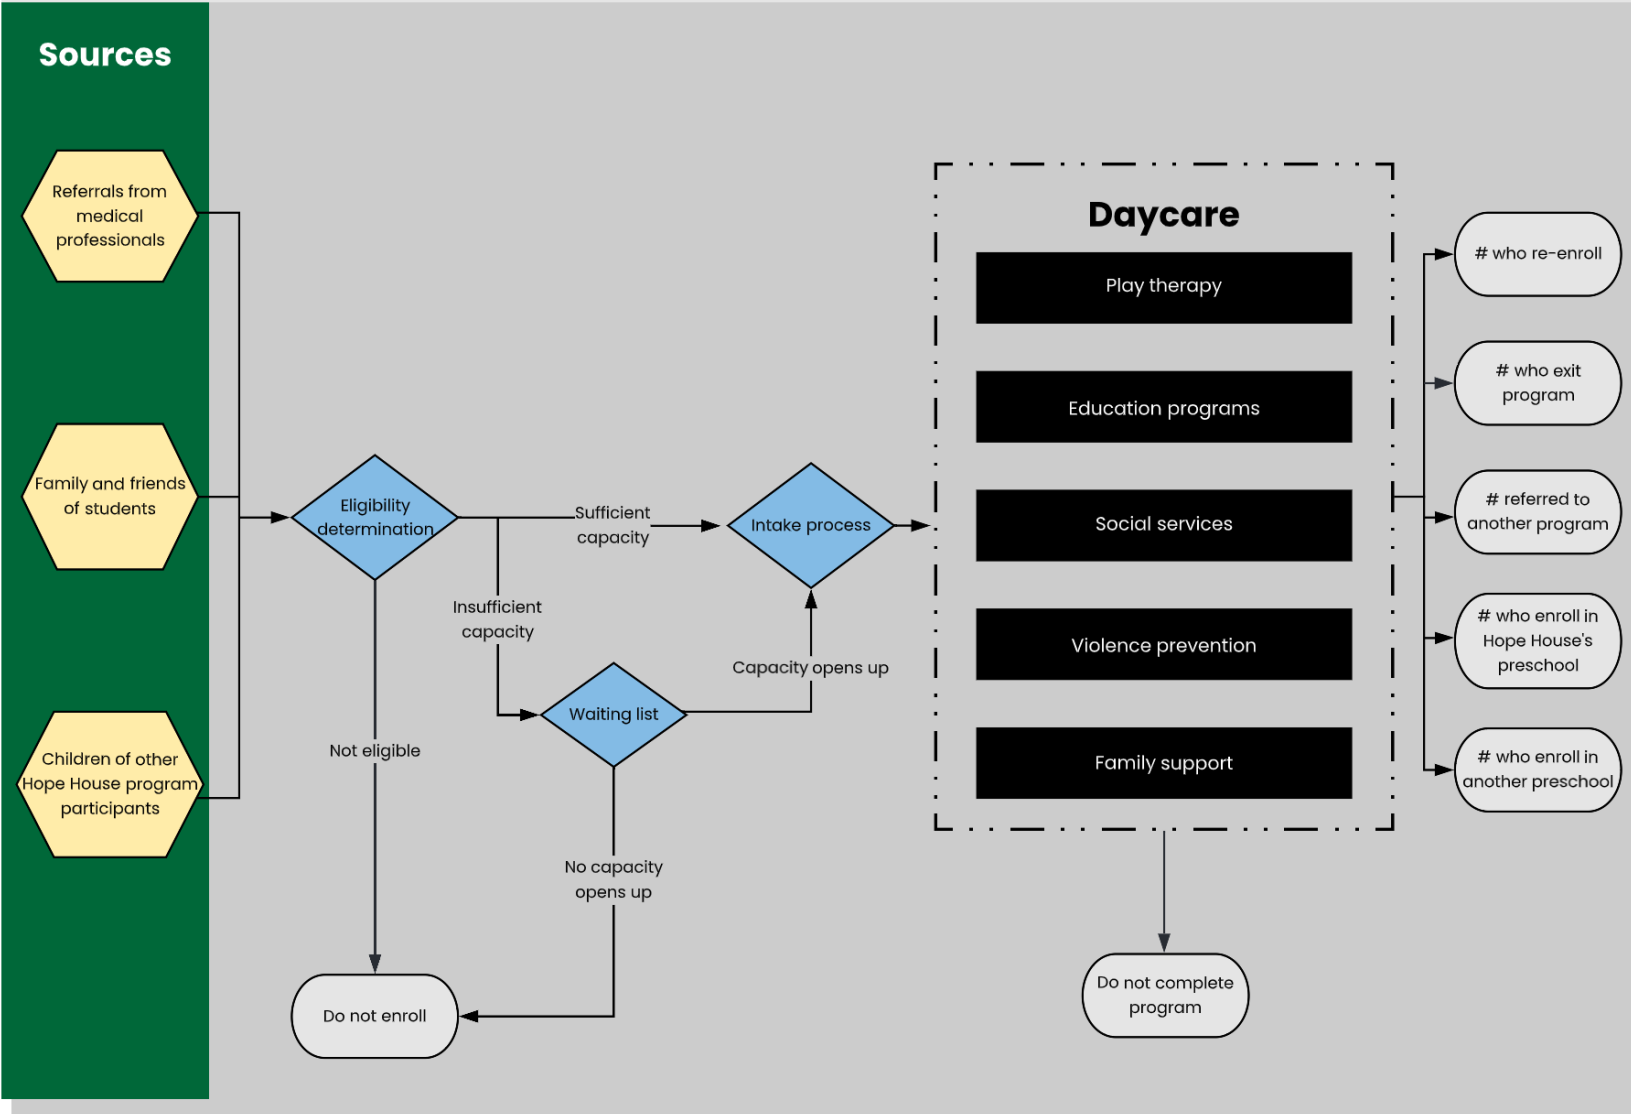 Sources
Referrals from
medical
professionals
Family and friends
of students
Children of other
Hope House program
participants
Eligibility
determination
Sufficient
capacity
Insufficient
capacity
Not eligible
Waiting list
No capacity
opens up
Do not enroll
Capacity opens up
Intake process
Daycare
Play therapy
Education programs
Social services
Violence prevention
Family support
Do not complete
program
# who re-enroll
# who exit
program
# referred to
another program
# who enroll in
Hope House's
preschool
# who enroll in
another preschool